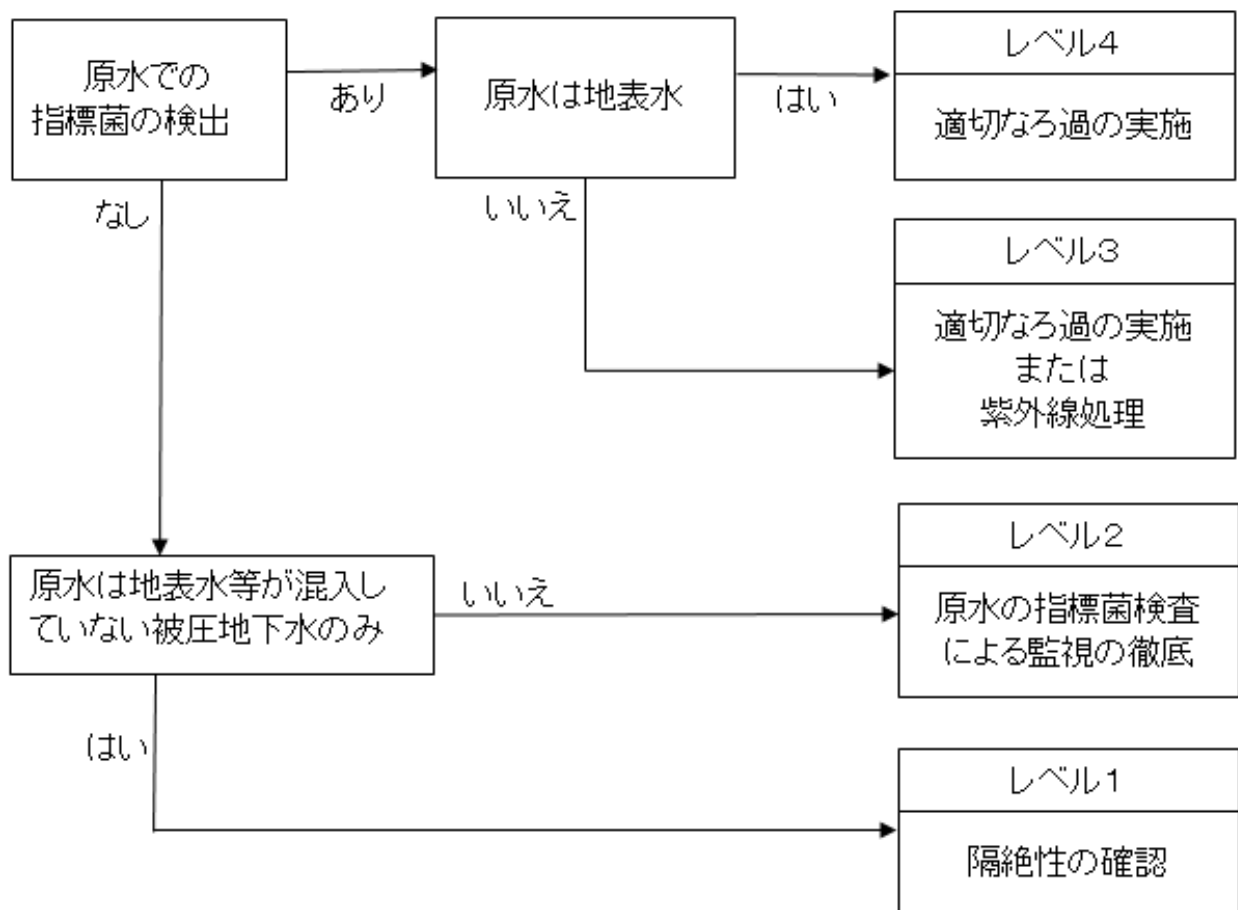 原水での
指標菌の検出
あり
原水は地表水
はい
レベル４
適切なろ過の実施
なし
いいえ
レベル３
適切なろ過の実施
または
紫外線処理
原水は地表水等が混入し
ていない被圧地下水のみ
いいえ
レベル２
原水の指標菌検査
による監視の徹底
はい
レベル１
隔絶性の確認